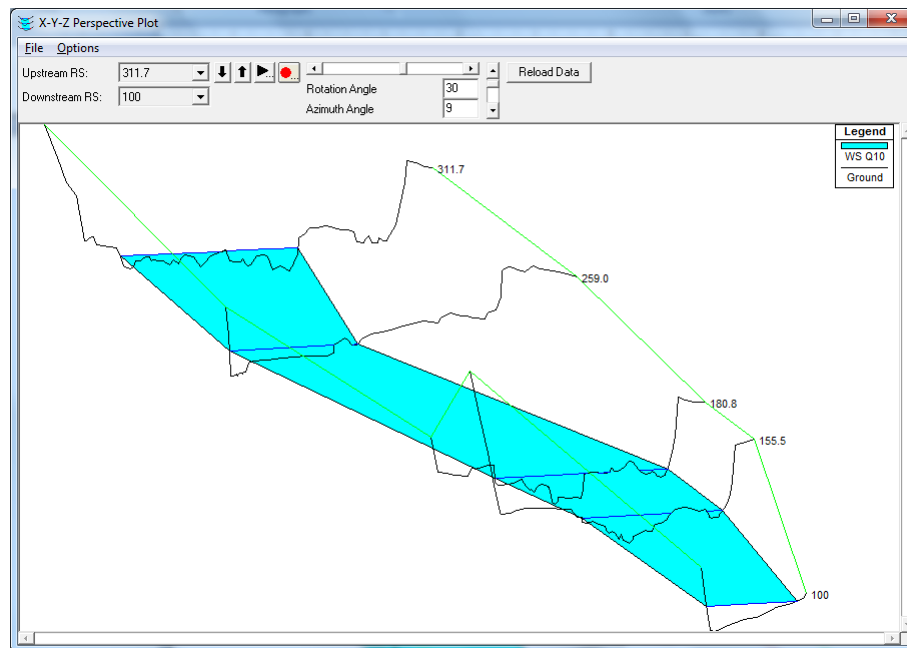 X-Y-Z Perspective Plot
File Options
Upstream RS: 311.7
Downstream RS: 100
Rotation Angle 30
Azimuth Angle 9
Reload Data
Legend
WS Q10
Ground
311.7
259.0
180.8
155.5
100